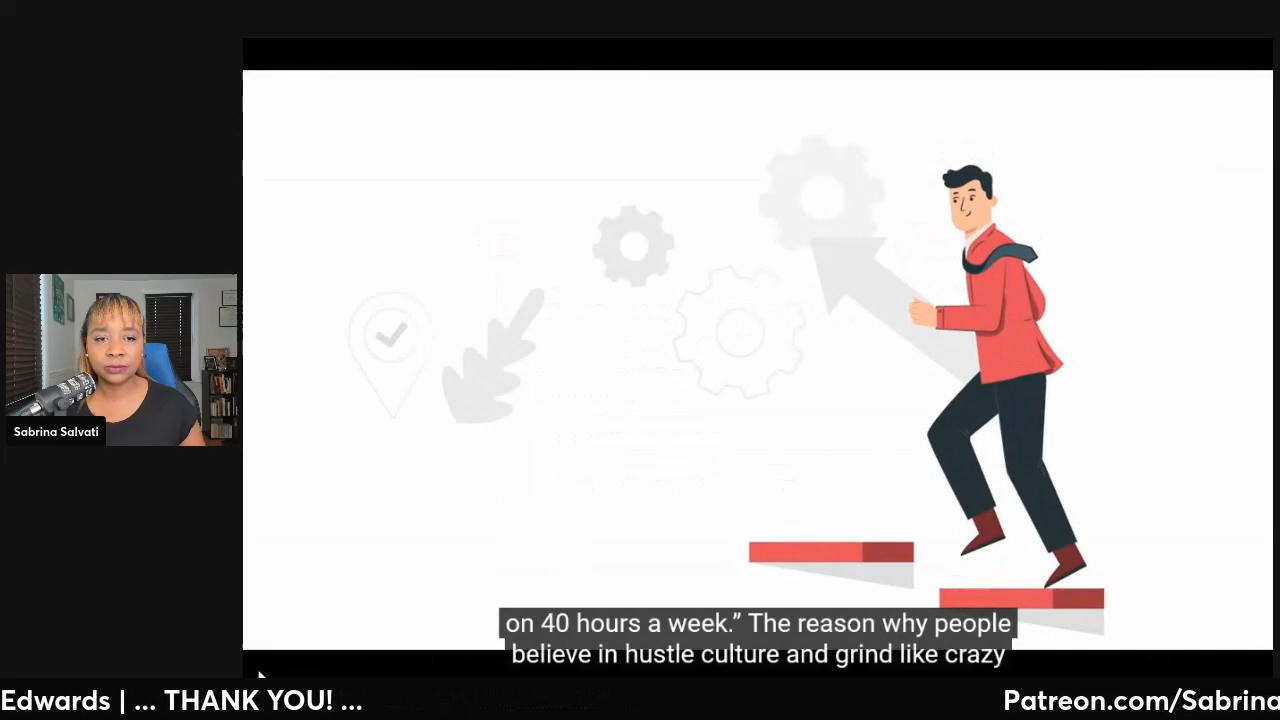 Sabrina Salvati
on 40 hours a week.” The reason why people
believe in hustle culture and grind like crazy
Edwards | ... THANK YOU! ...
Patreon.com/Sabrina